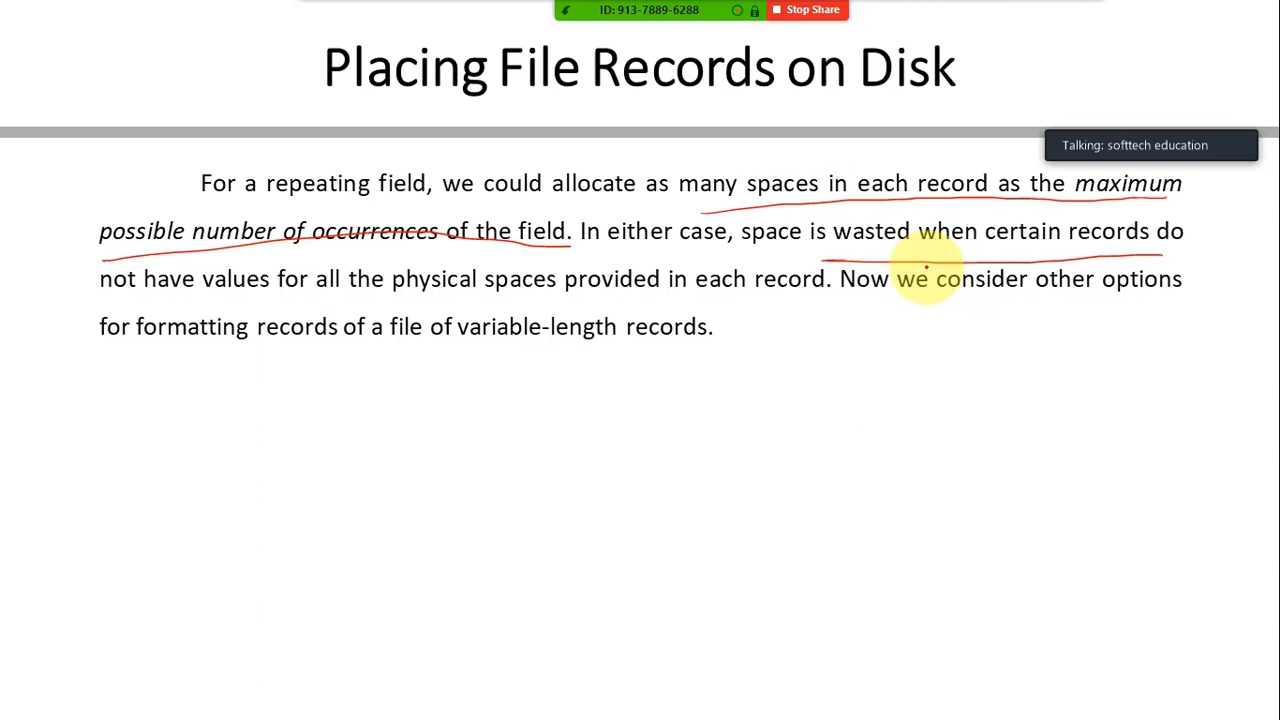 ID: 913-7889-6288
Stop Share
Placing File Records on Disk
Talking: softtech education
For a repeating field, we could allocate as many spaces in each record as the maximum
possible number of occurrences of the field. In either case, space is wasted when certain records do
not have values for all the physical spaces provided in each record. Now we consider other options
for formatting records of a file of variable-length records.